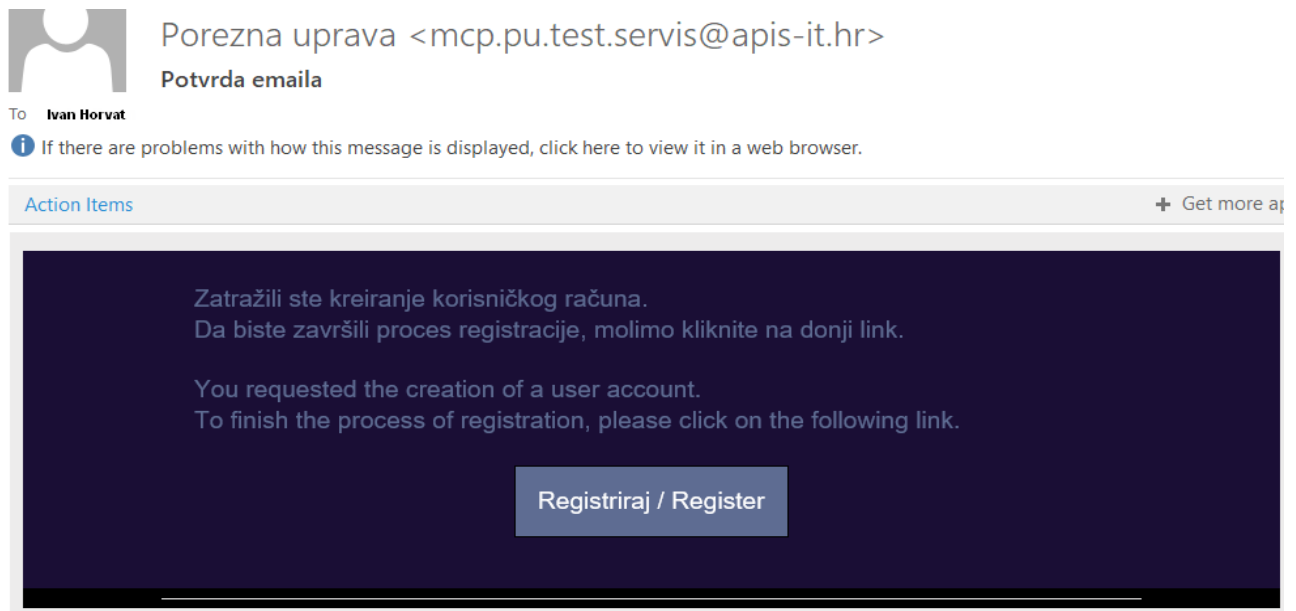 Porezna uprava <mcp.pu.test.servis@apis-it.hr>
Potvrda emaila
To Ivan Horvat
If there are problems with how this message is displayed, click here to view it in a web browser.
Action Items + Get more
Zatražili ste kreiranje korisničkog računa.
Da biste završili proces registracije, molimo kliknite na donji link.
You requested the creation of a user account.
To finish the process of registration, please click on the following link.
Registriraj / Register